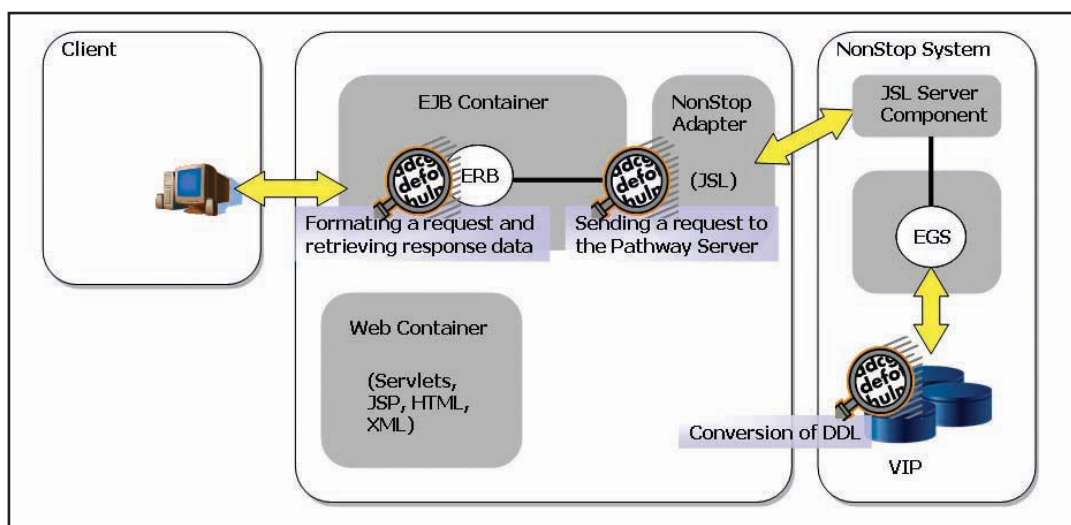 Client
EJB Container
ERB
Formating a request and
retrieving response data
NonStop
Adapter
(JSL)
Sending a request to
the Pathway Server
Web Container
(Servlets,
JSP, HTML,
XML)
NonStop System
JSL Server
Component
EGS
Conversion of DDL
VIP